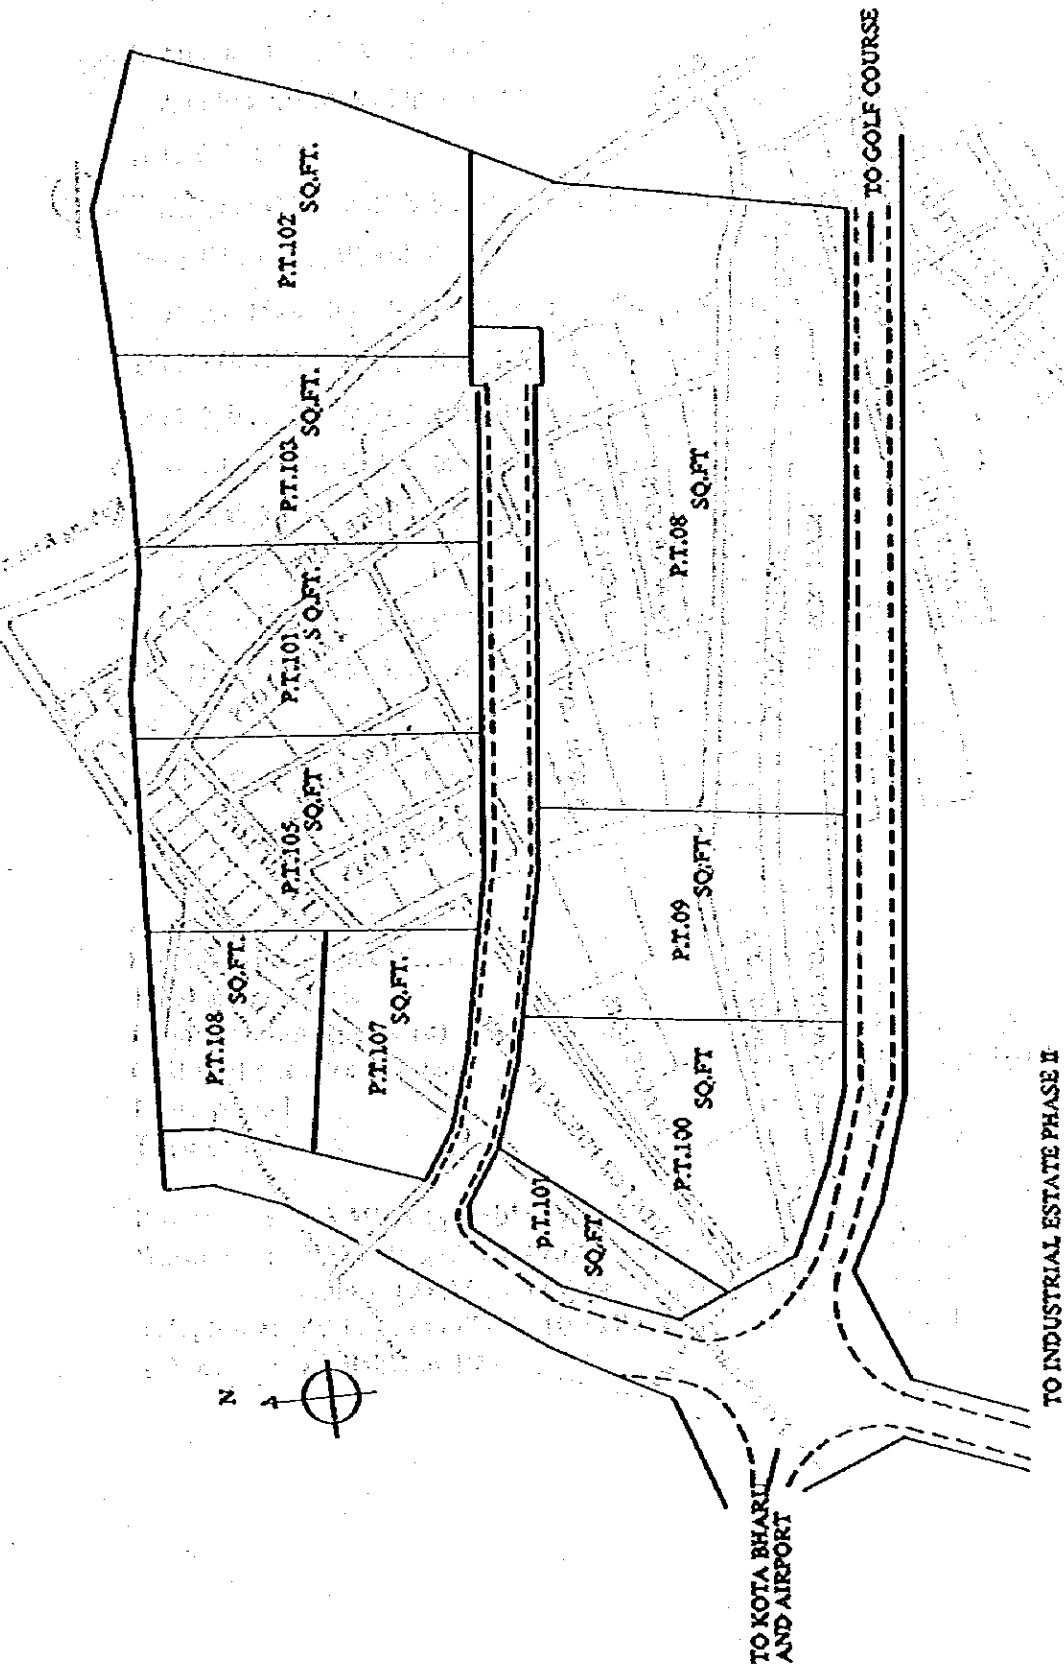 N
P.T.108
SQ.FT.
P.T.105
SQ.FT
P.T.101
SQ.FT.
P.T.103
SQ.FT.
P.T.102
SQ.FT.
P.T.107
SQ.FT.
P.T.101
SQ.FT
P.T.100
SQ.FT
P.T.09
SQ.FT
P.T.08
SQ.FT
TO KOTA BHARU
AND AIRPORT
TO GOLF COURSE
TO INDUSTRIAL ESTATE PHASE II